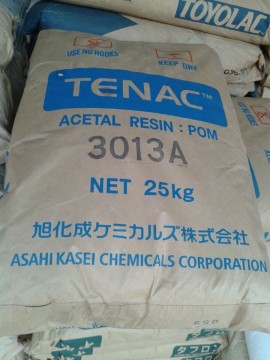 TOYOLAC
USE NO HOOKS
KEEP DRY
TENAC™
ACETAL RESIN : POM
3013A
NET 25kg
旭化成ケミカルズ株式会社
ASAHI KASEI CHEMICALS CORPORATION